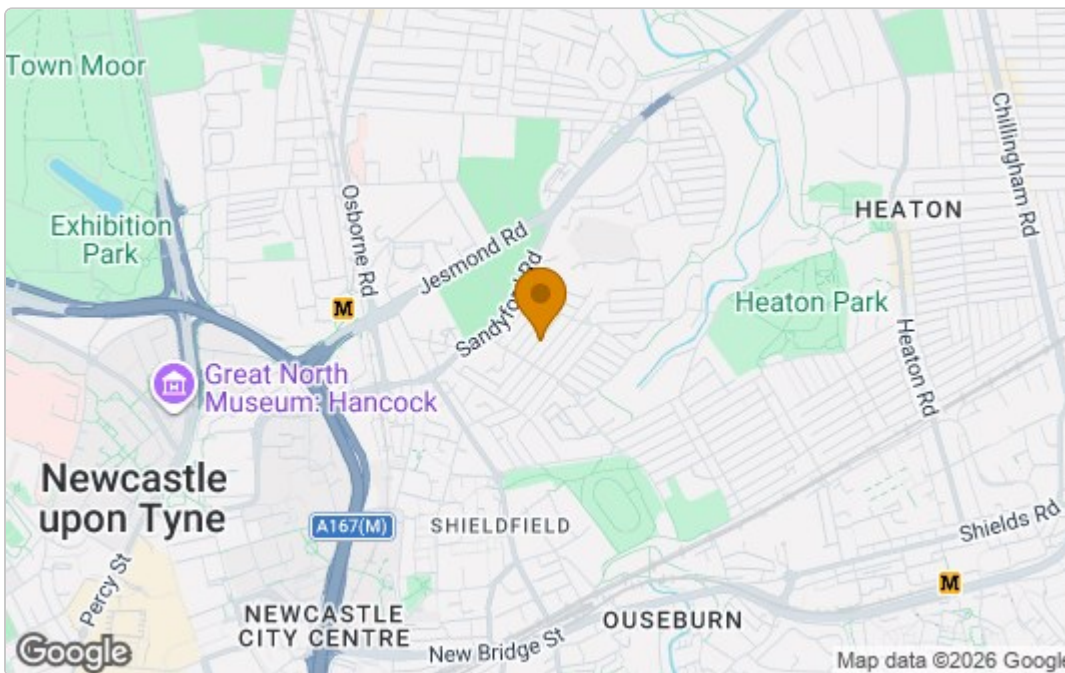 Town Moor
Exhibition
Park
Osborne Rd
Jesmond Rd
Sandyford Rd
HEATON
Chillingham Rd
Heaton Park
Heaton Rd
M
Great North
Museum: Hancock
Newcastle
upon Tyne
A167(M)
SHIELDFIELD
Shields Rd
M
Percy St
NEWCASTLE
CITY CENTRE
OUSEBURN
New Bridge St
Google
Map data ©2026 Google